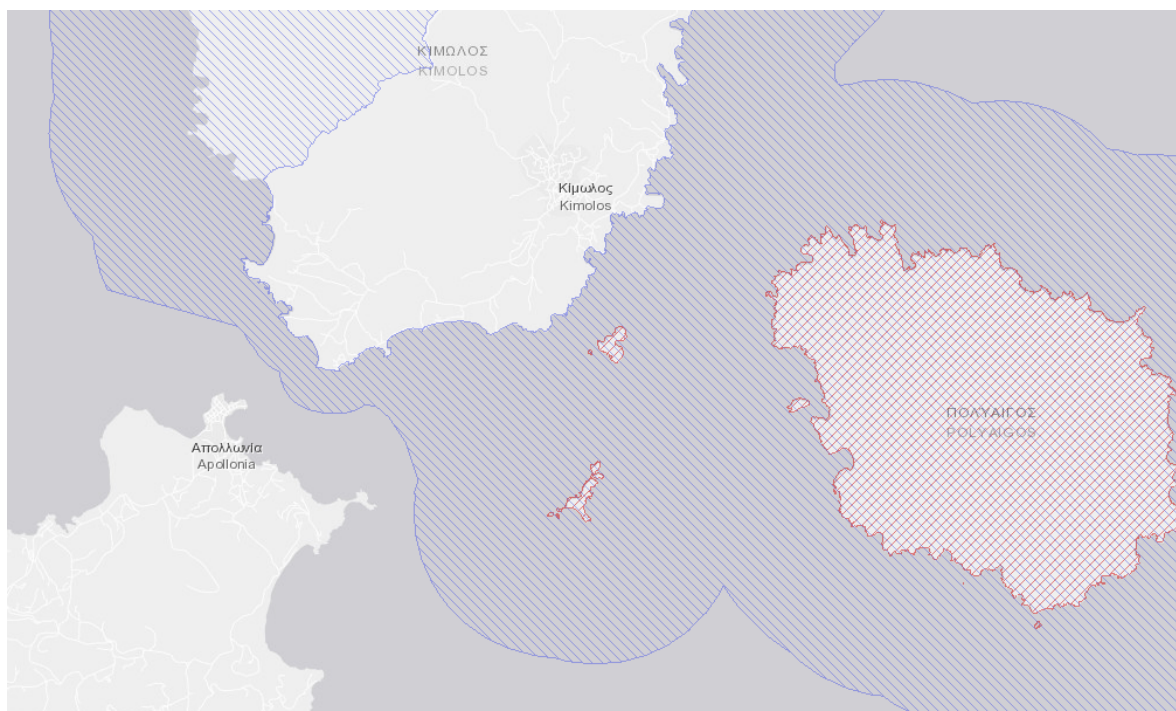 ΚΙΜΩΛΟΣ
KIMOLOS
Κίμωλος
Kimolos
ΠΟΛΥΑΙΓΟΣ
POLYAIGOS
Απολλωνία
Apollonia